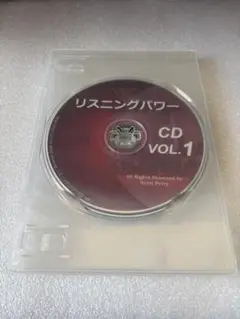 リスニングパワー
CD
VOL.1
All Rights Reserved by
Scott Perry